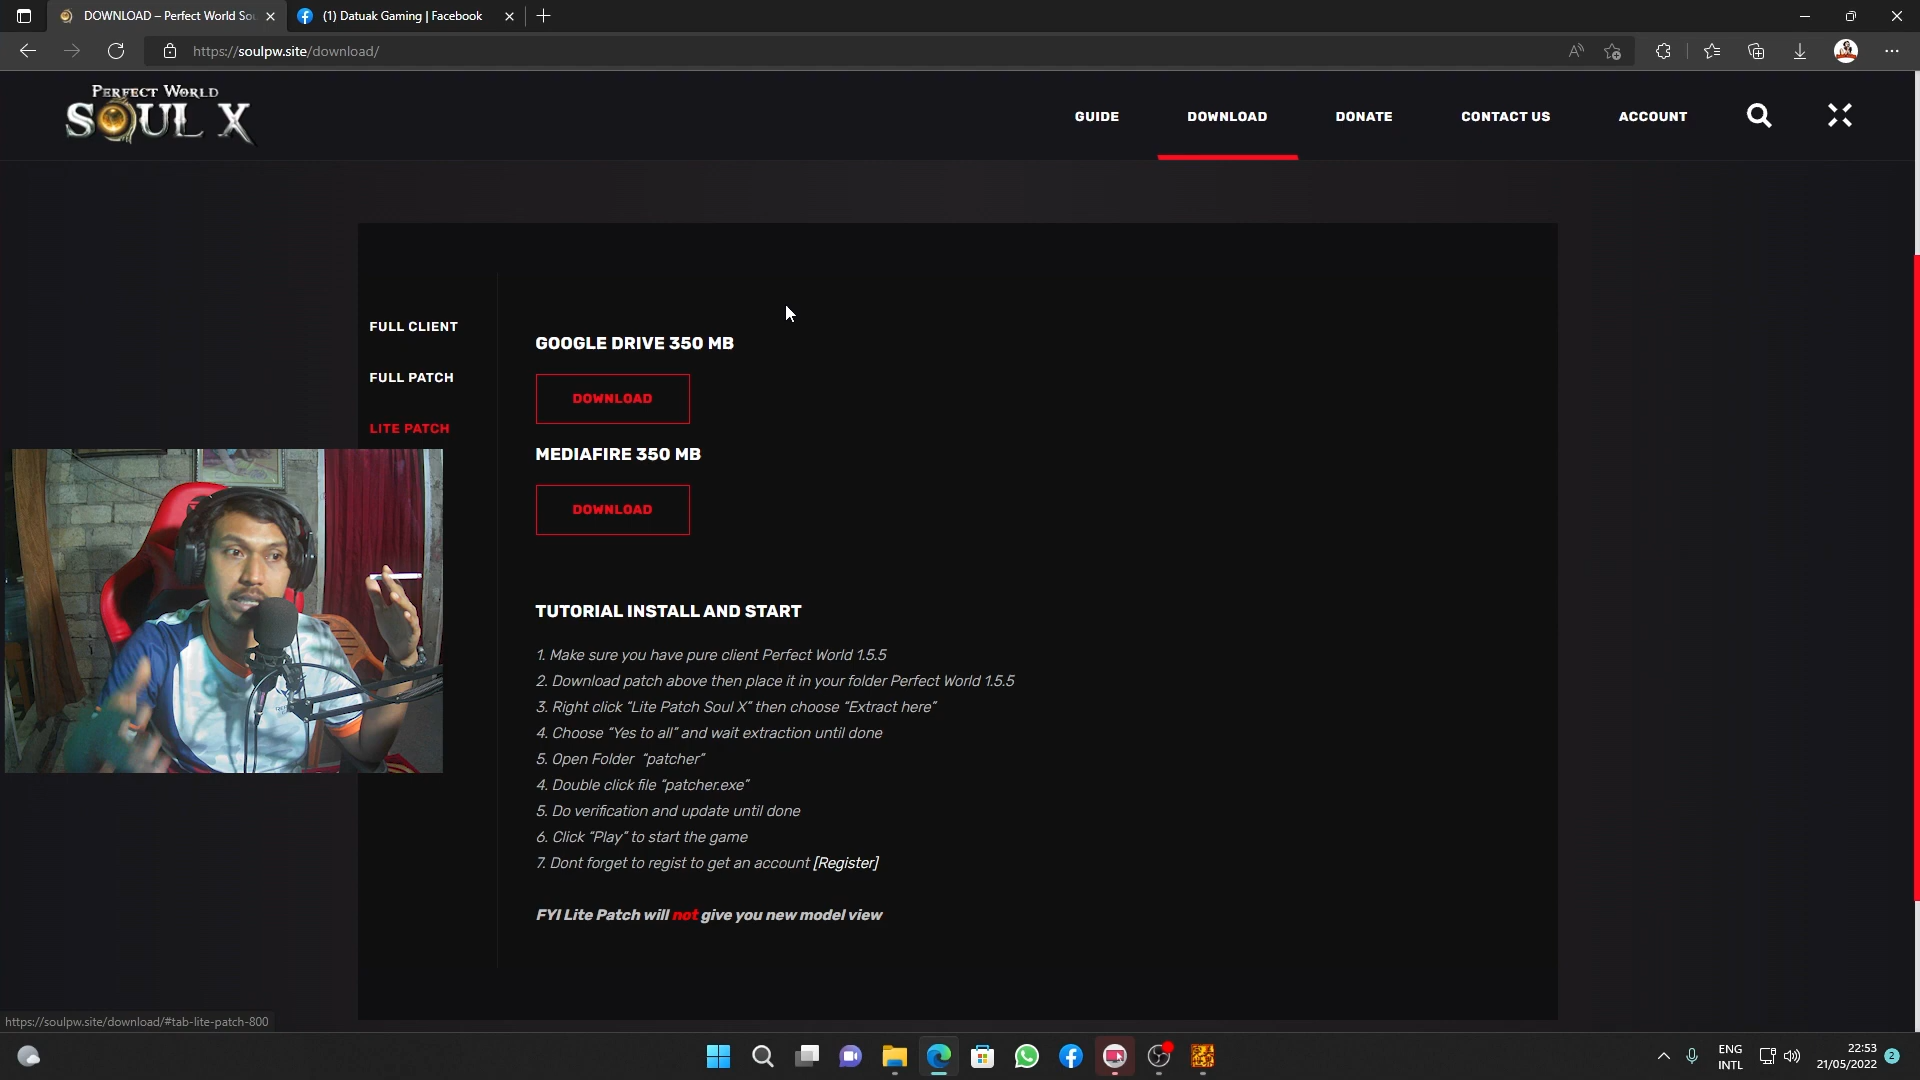 DOWNLOAD – Perfect World Sou
(1) Datuak Gaming | Facebook
https://soulpw.site/download/
PERFECT WORLD
SOUL X
GUIDE
DOWNLOAD
DONATE
CONTACT US
ACCOUNT
FULL CLIENT
FULL PATCH
LITE PATCH
GOOGLE DRIVE 350 MB
DOWNLOAD
MEDIAFIRE 350 MB
DOWNLOAD
TUTORIAL INSTALL AND START
1. Make sure you have pure client Perfect World 1.5.5
2. Download patch above then place it in your folder Perfect World 1.5.5
3. Right click “Lite Patch Soul X” then choose “Extract here”
4. Choose “Yes to all” and wait extraction until done
5. Open Folder “patcher”
4. Double click file “patcher.exe”
5. Do verification and update until done
6. Click “Play” to start the game
7. Dont forget to regist to get an account [Register]
FYI Lite Patch will not give you new model view
https://soulpw.site/download/#tab-lite-patch-800
ENG
INTL
22:53
21/05/2022
2